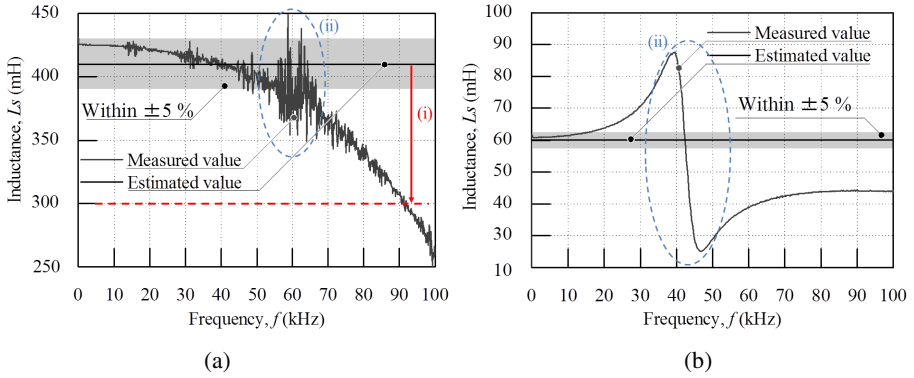 450
400
350
300
250
Inductance, Ls (mH)
(ii)
(i)
Within ±5 %
Measured value
Estimated value
0 10 20 30 40 50 60 70 80 90 100
Frequency, f (kHz)
(a)
100
90
80
70
60
50
40
30
10
Inductance, Ls (mH)
(ii)
Measured value
Estimated value
Within ±5 %
0 10 20 30 40 50 60 70 80 90 100
Frequency, f (kHz)
(b)